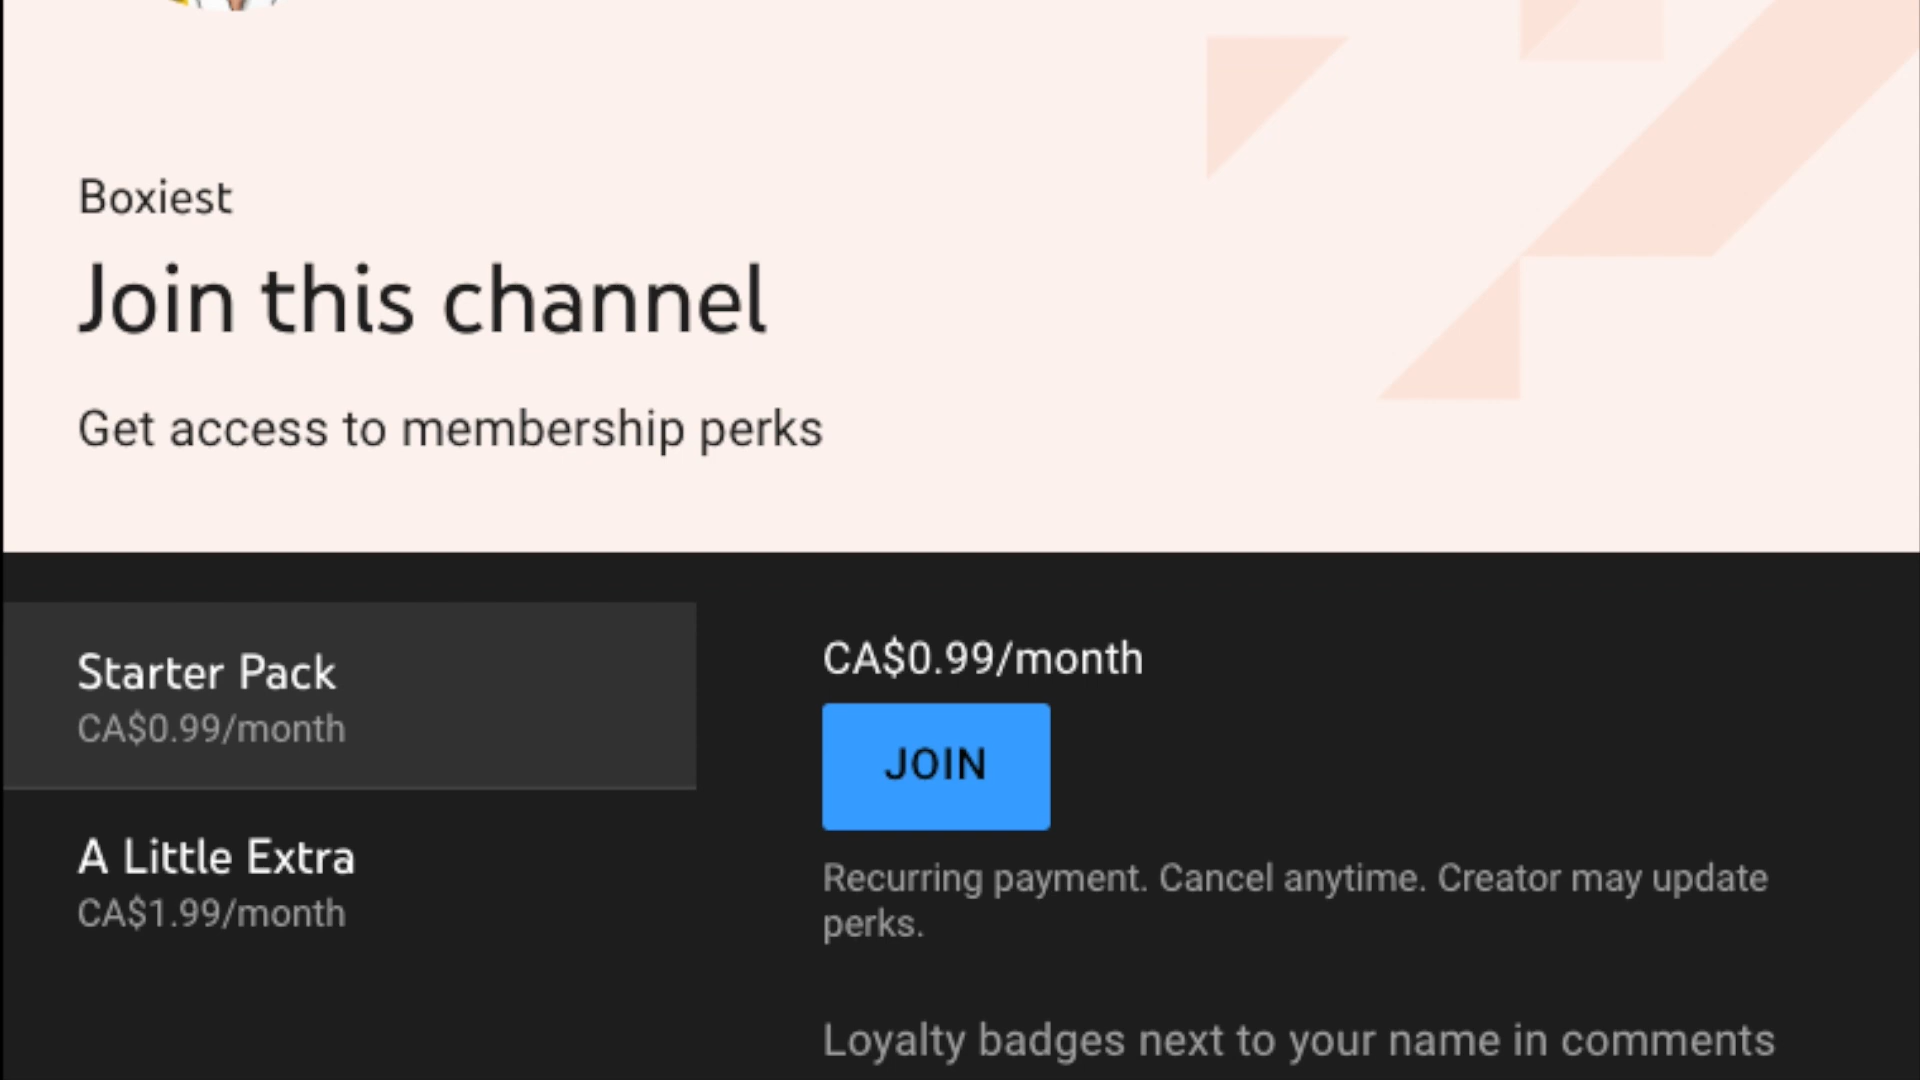 Boxiest
Join this channel
Get access to membership perks
Starter Pack
CA$0.99/month
A Little Extra
CA$1.99/month
CA$0.99/month
JOIN
Recurring payment. Cancel anytime. Creator may update
perks.
Loyalty badges next to your name in comments